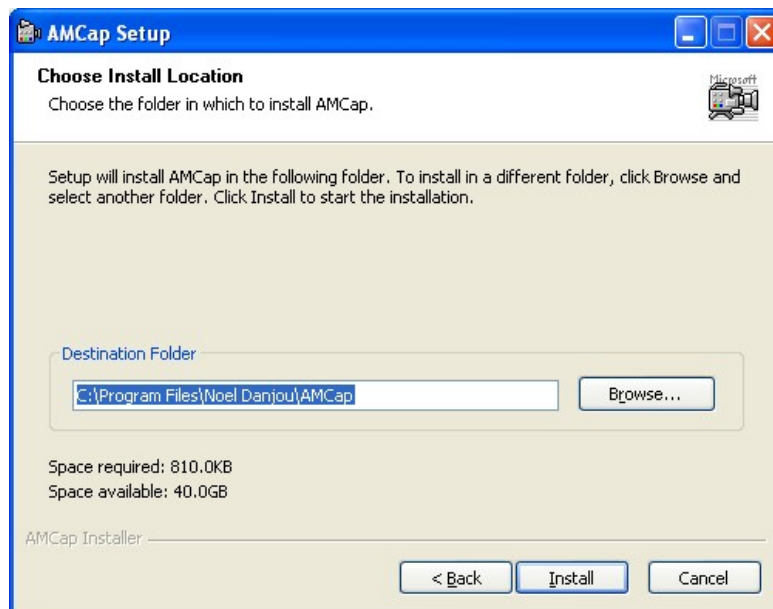 AMCap Setup
Choose Install Location
Choose the folder in which to install AMCap.
Microsoft
Setup will install AMCap in the following folder. To install in a different folder, click Browse and
select another folder. Click Install to start the installation.
Destination Folder
C:\Program Files\Noel Danjou\AMCap
Browse...
Space required: 810.0KB
Space available: 40.0GB
AMCap Installer
< Back
Install
Cancel